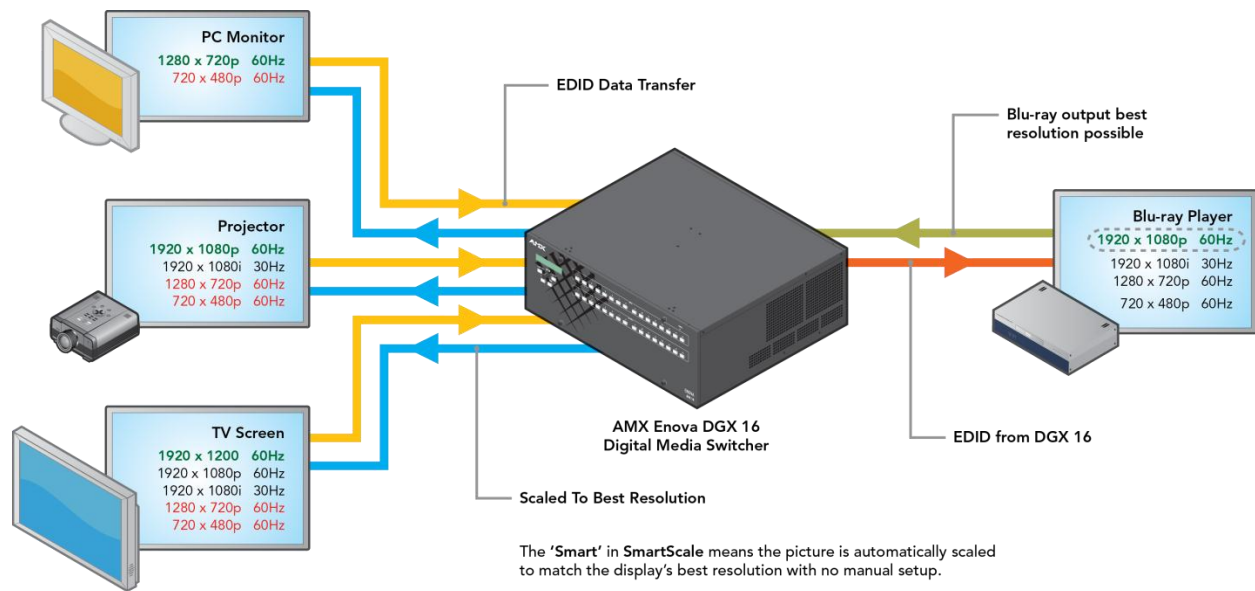 PC Monitor
1280 x 720p 60Hz
720 x 480p 60Hz
EDID Data Transfer
Blu-ray output best
resolution possible
Projector
1920 x 1080p 60Hz
1920 x 1080i 30Hz
1280 x 720p 60Hz
720 x 480p 60Hz
AMX
Blu-ray Player
1920 x 1080p 60Hz
1920 x 1080i 30Hz
1280 x 720p 60Hz
720 x 480p 60Hz
TV Screen
1920 x 1200 60Hz
1920 x 1080p 60Hz
1920 x 1080i 30Hz
1280 x 720p 60Hz
720 x 480p 60Hz
AMX Enova DGX 16
Digital Media Switcher
EDID from DGX 16
Scaled To Best Resolution
The ‘Smart’ in SmartScale means the picture is automatically scaled
to match the display’s best resolution with no manual setup.